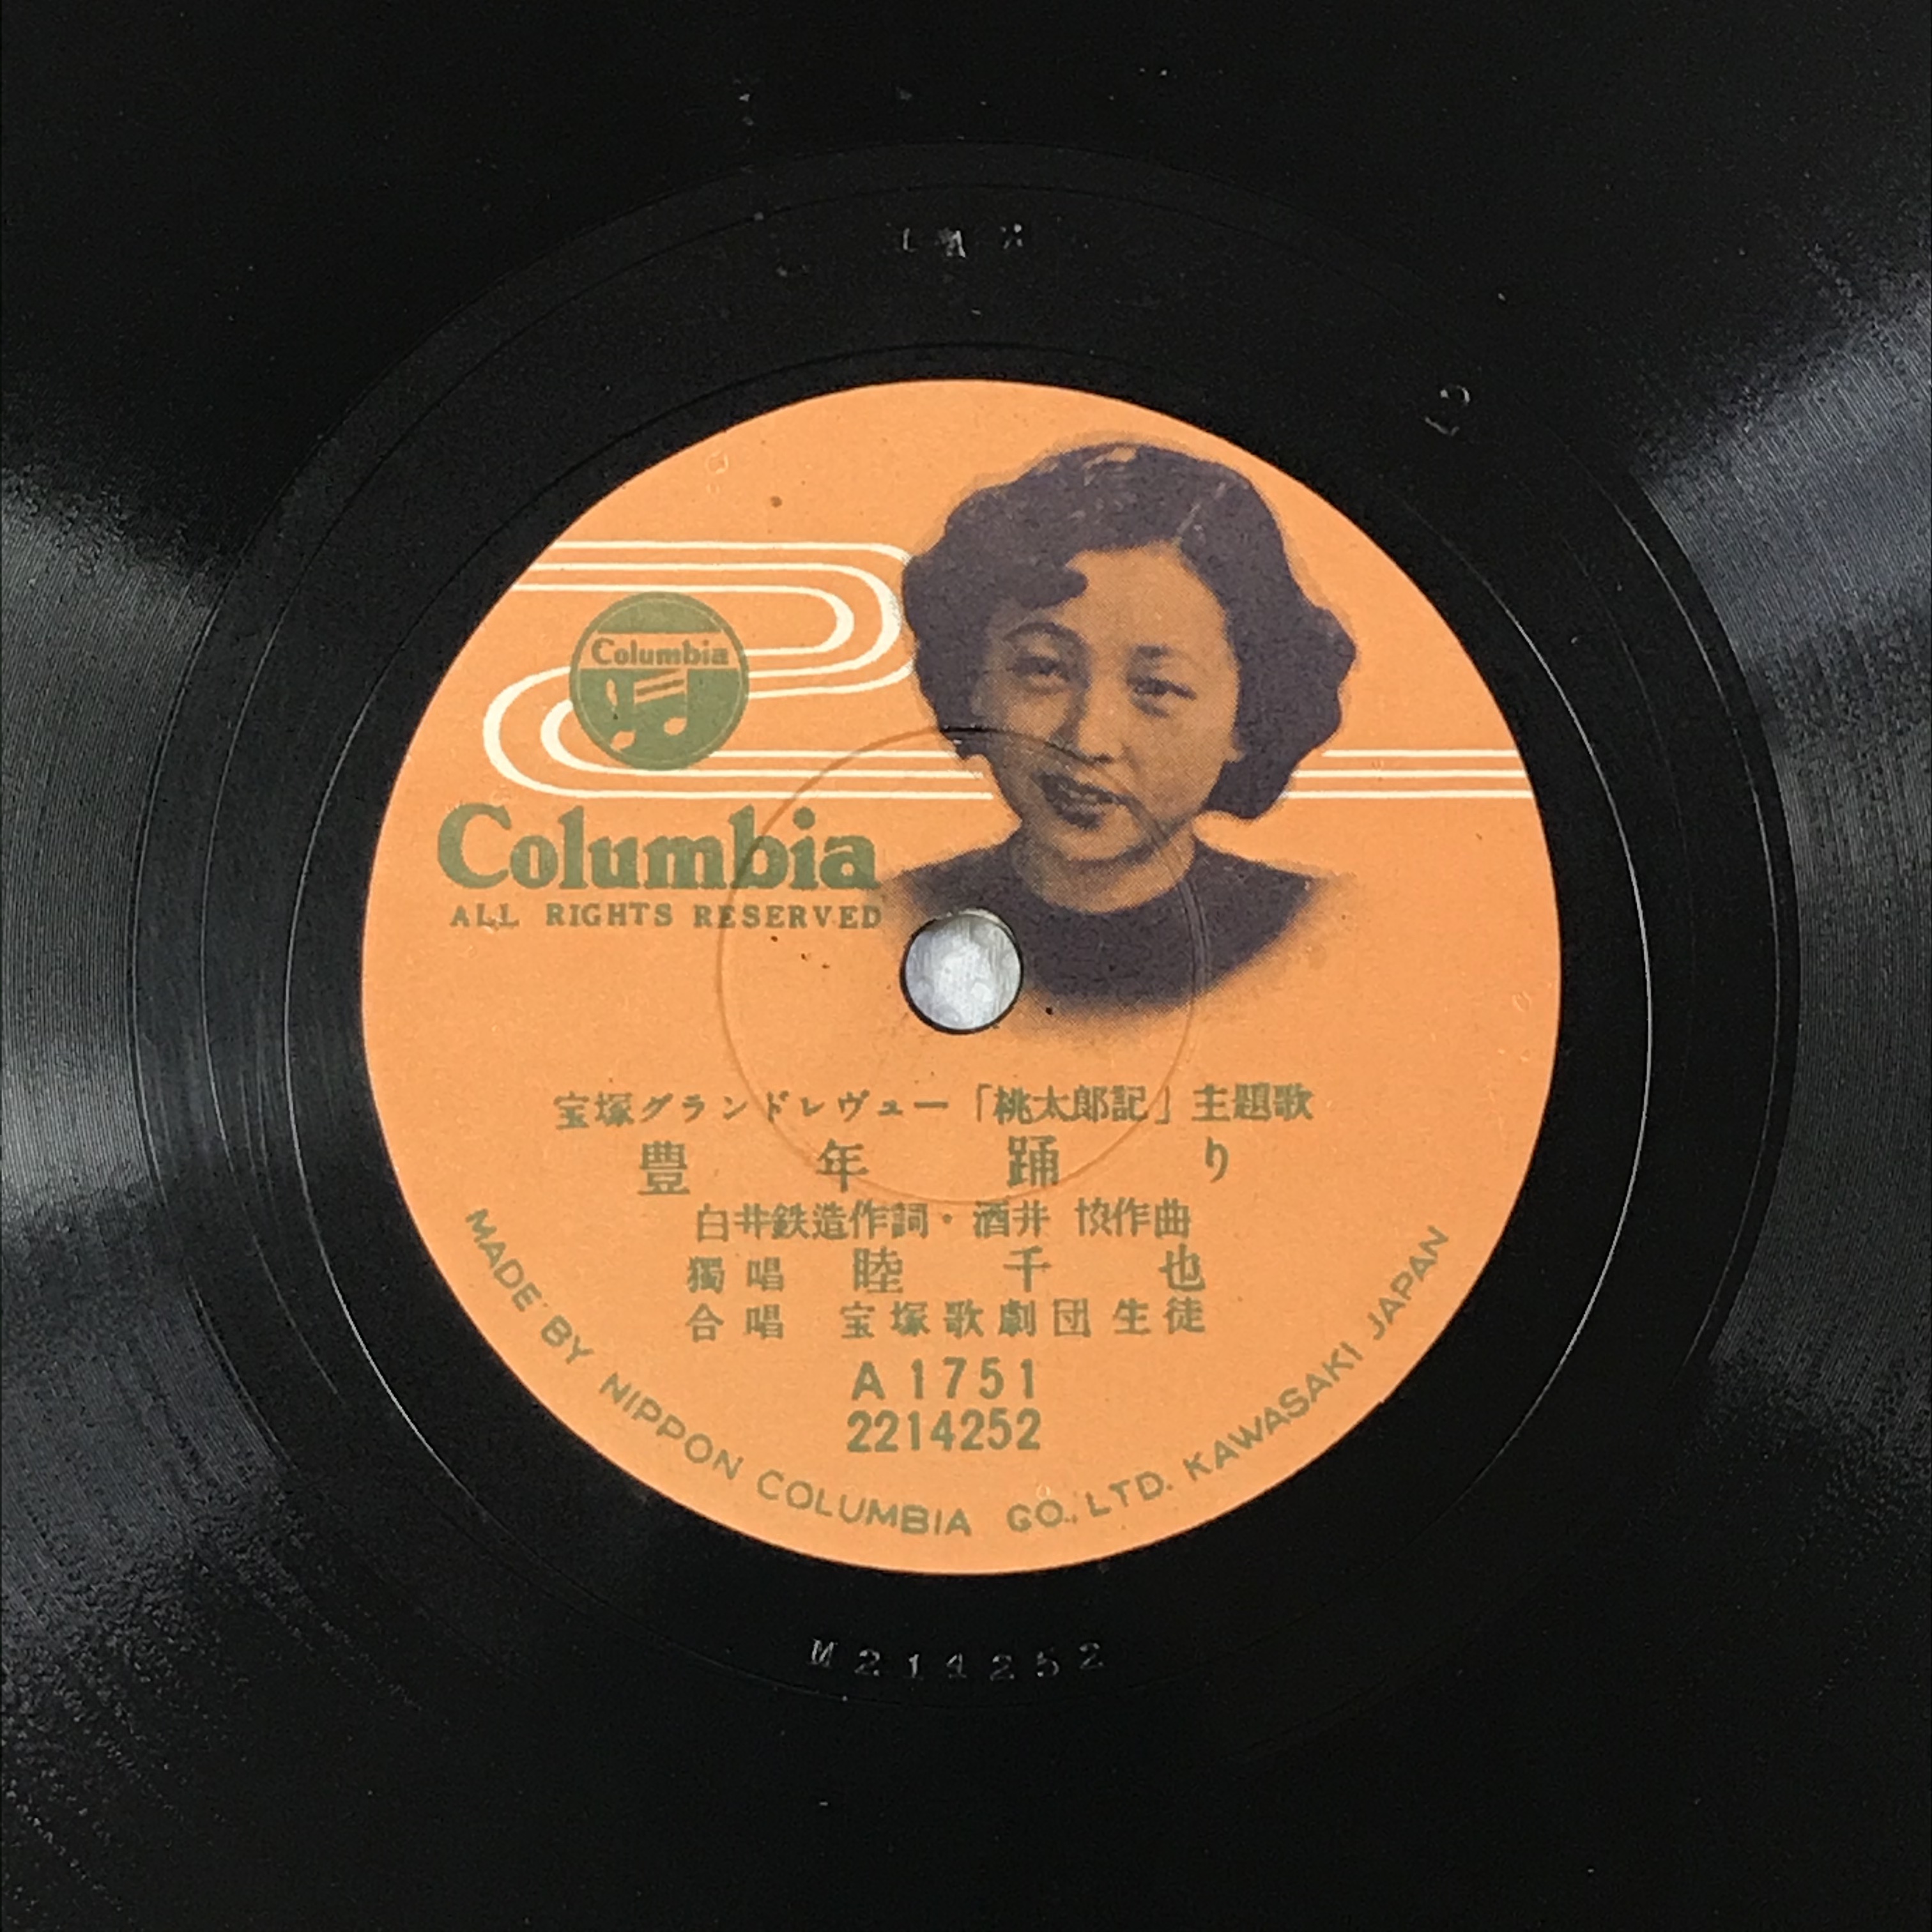 Columbia
Columbia
ALL RIGHTS RESERVED
宝塚グランドレヴュー「桃太郎記」主題歌
豊年踊り
白井鉄造作詞・酒井 協作曲
獨唱 睦千也
合唱 宝塚歌劇団生徒
A 1751
2214252
MADE BY NIPPON COLUMBIA CO., LTD. KAWASAKI JAPAN
M214252